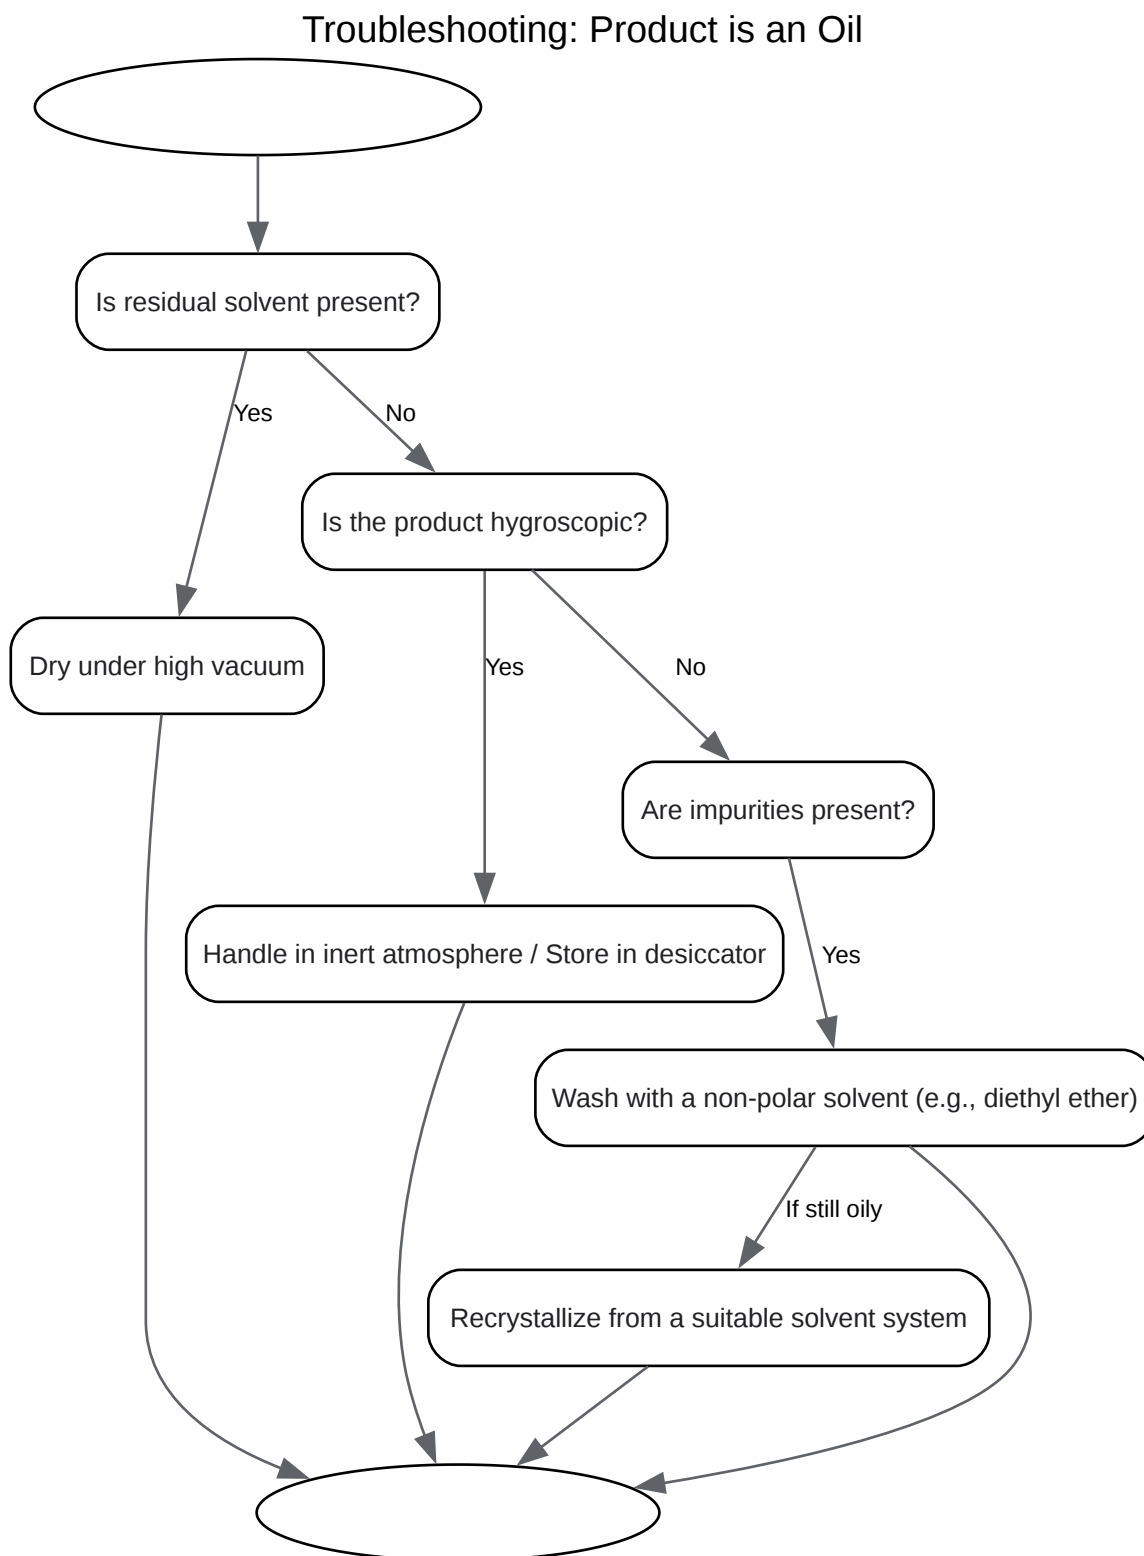 Troubleshooting: Product is an Oil
Is residual solvent present?
Yes
No
Is the product hygroscopic?
Dry under high vacuum
Yes
No
Are impurities present?
Handle in inert atmosphere / Store in desiccator
Yes
Wash with a non-polar solvent (e.g., diethyl ether)
If still oily
Recrystallize from a suitable solvent system